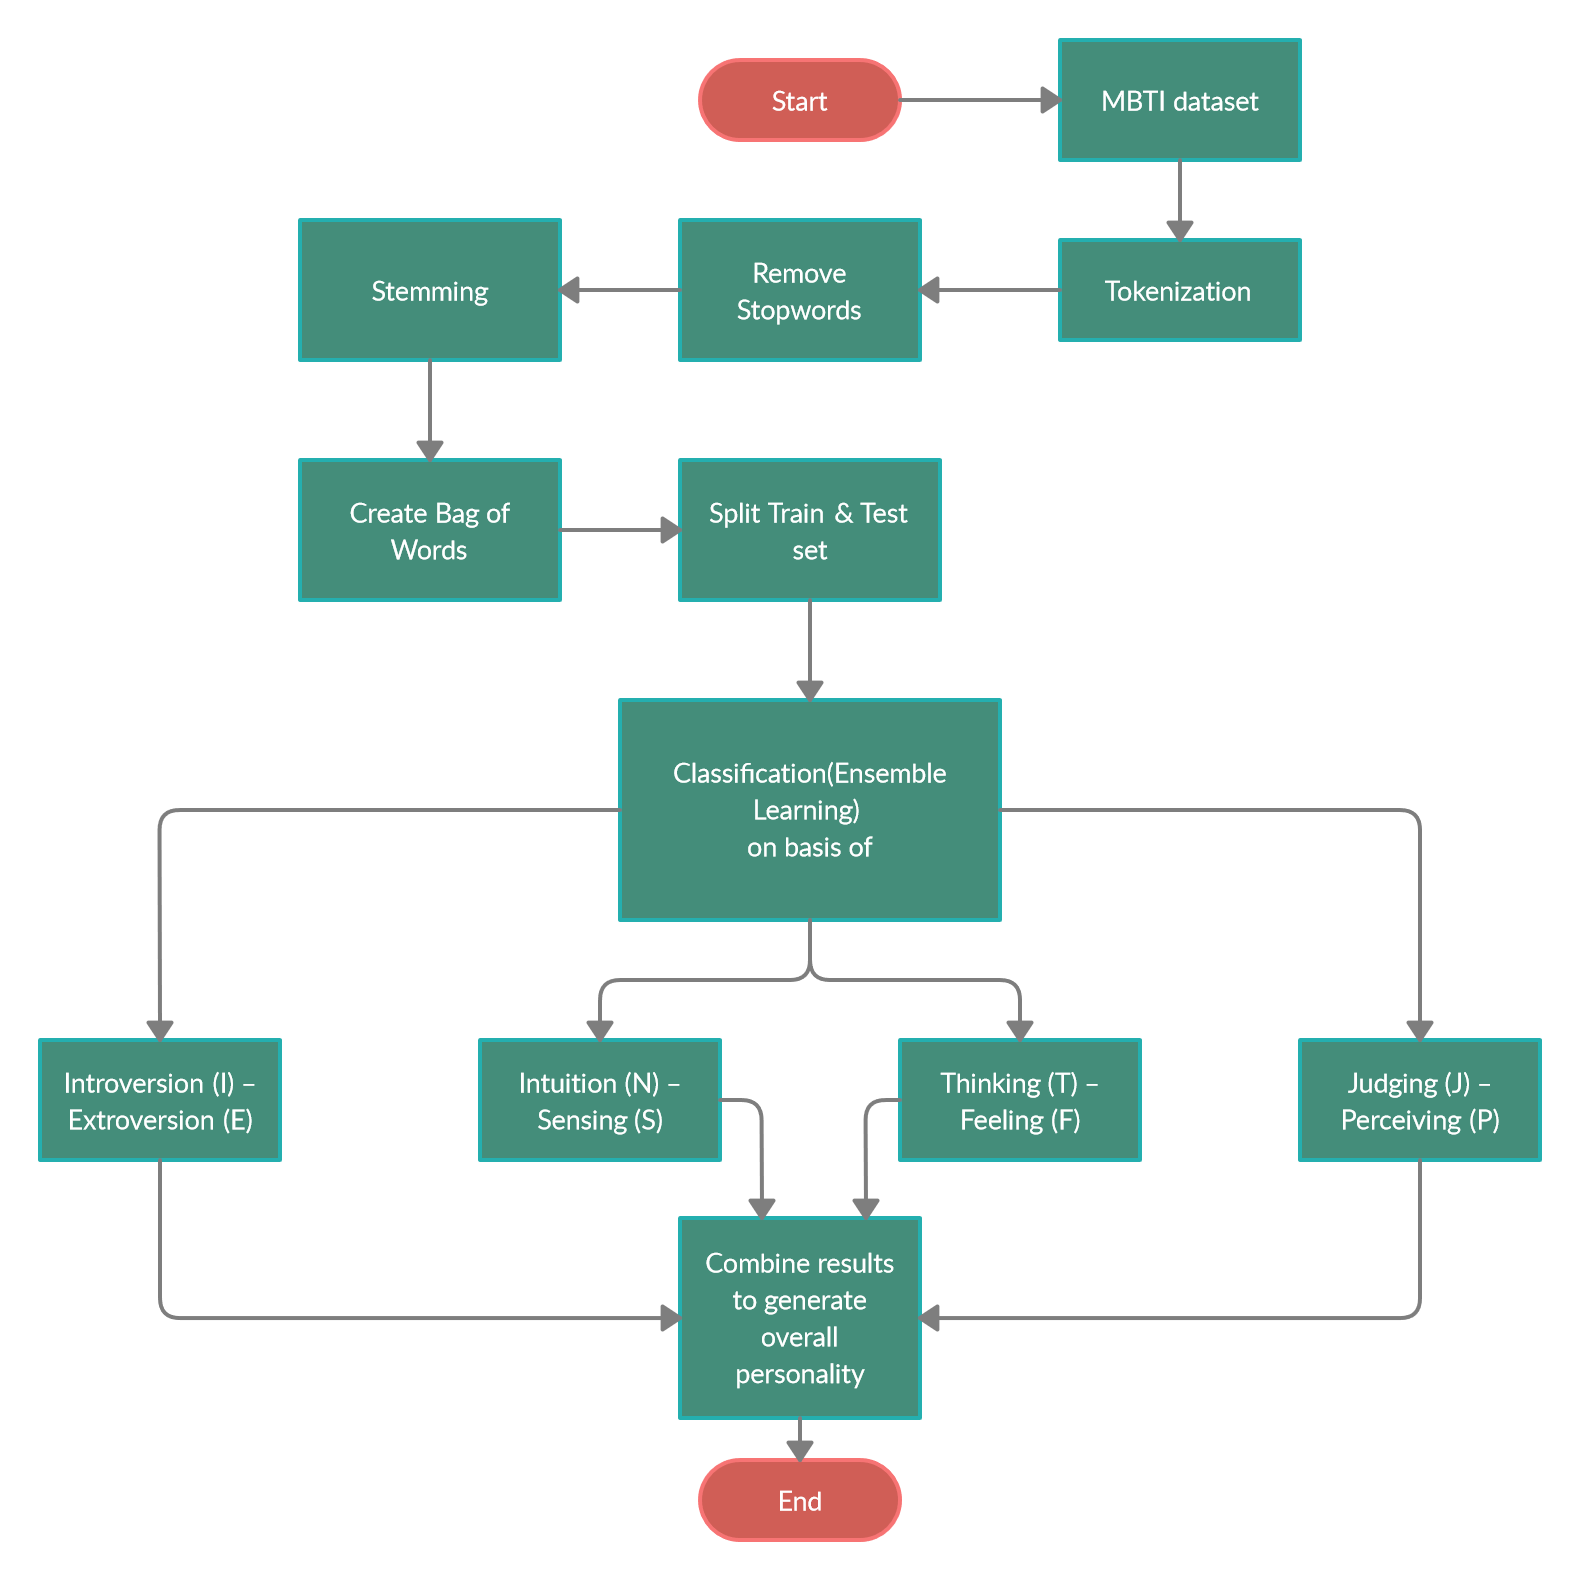 Start
MBTI dataset
Tokenization
Remove
Stopwords
Stemming
Create Bag of
Words
Split Train & Test
set
Classification(Ensemble
Learning)
on basis of
Introversion (I) –
Extroversion (E)
Intuition (N) –
Sensing (S)
Thinking (T) –
Feeling (F)
Judging (J) –
Perceiving (P)
Combine results
to generate
overall
personality
End